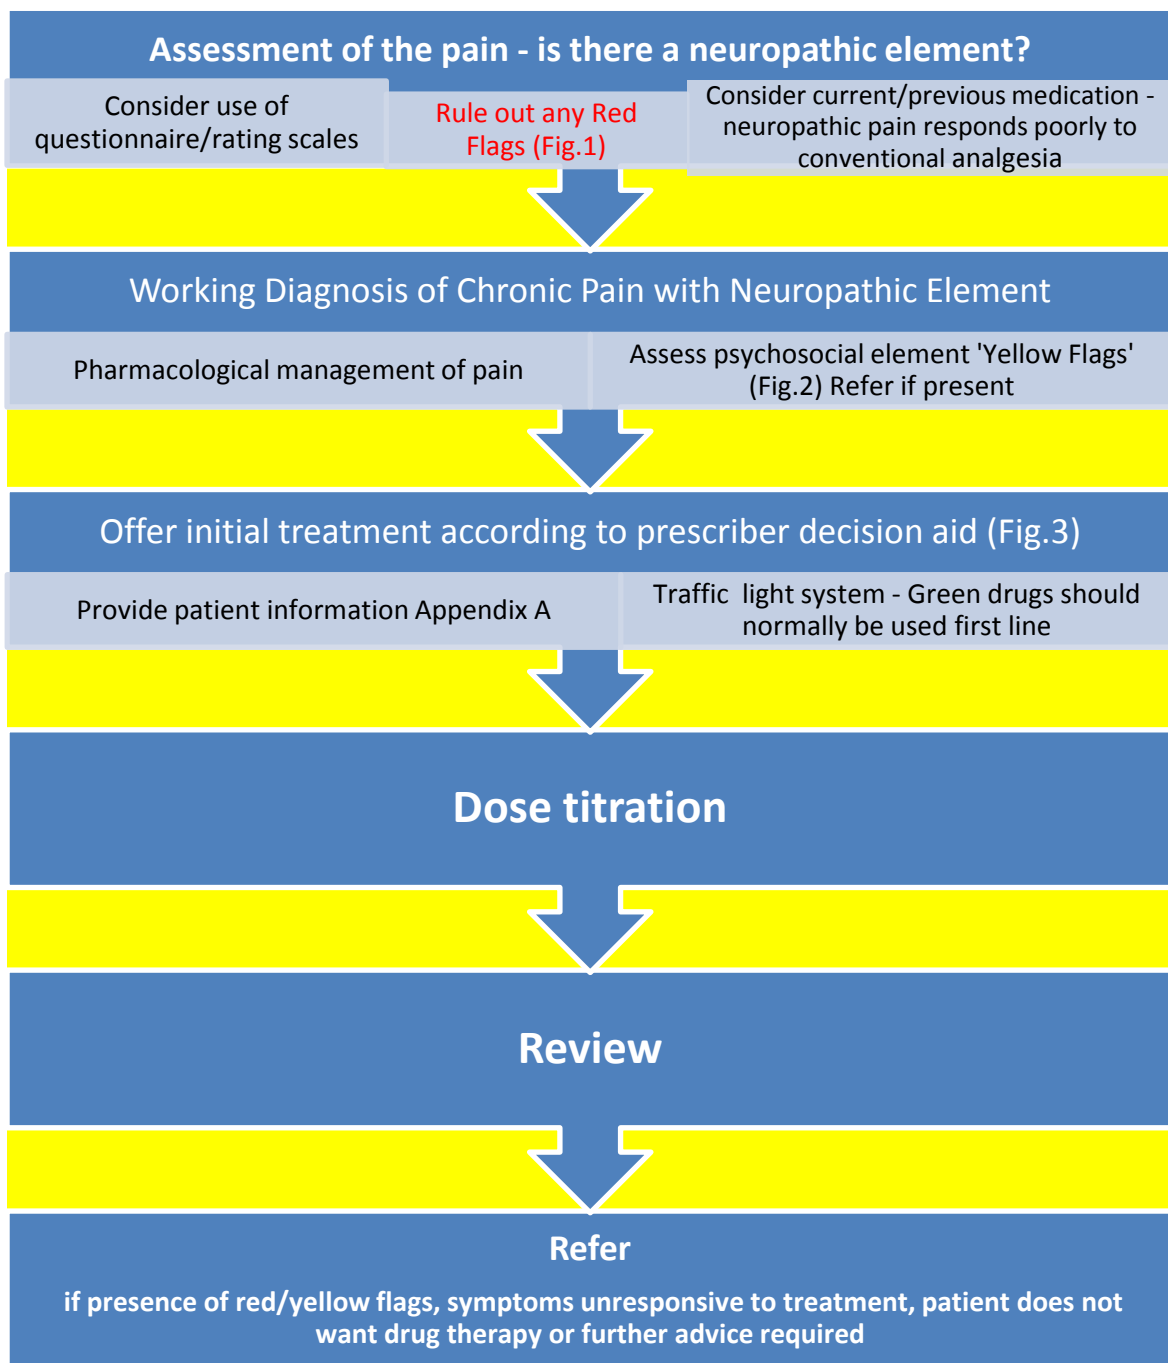 Assessment of the pain - is there a neuropathic element?
Consider use of
questionnaire/rating scales
Rule out any Red
Flags (Fig.1)
Consider current/previous medication -
neuropathic pain responds poorly to
conventional analgesia
Working Diagnosis of Chronic Pain with Neuropathic Element
Pharmacological management of pain
Assess psychosocial element 'Yellow Flags'
(Fig.2) Refer if present
Offer initial treatment according to prescriber decision aid (Fig.3)
Provide patient information Appendix A
Traffic light system - Green drugs should
normally be used first line
Dose titration
Review
Refer
if presence of red/yellow flags, symptoms unresponsive to treatment, patient does not
want drug therapy or further advice required